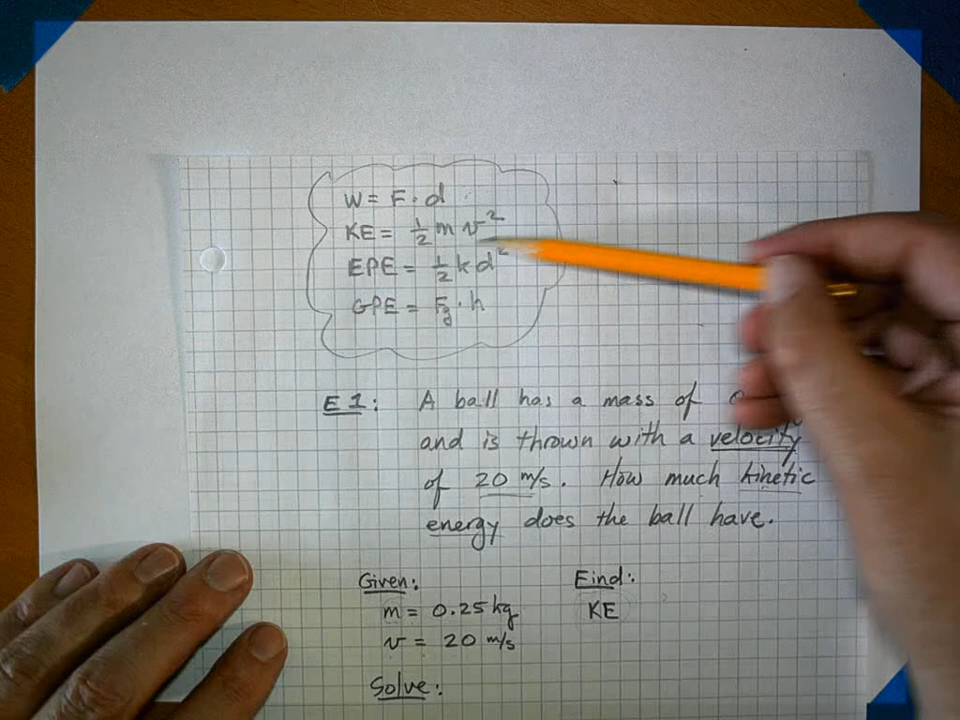 W = F · d
KE = 1/2 m v²
EPE = 1/2 k d²
GPE = Fg · h
E1: A ball has a mass of
and is thrown with a velocity
of 20 m/s. How much kinetic
energy does the ball have.
Given: Find:
m = 0.25 kg KE
v = 20 m/s
Solve: